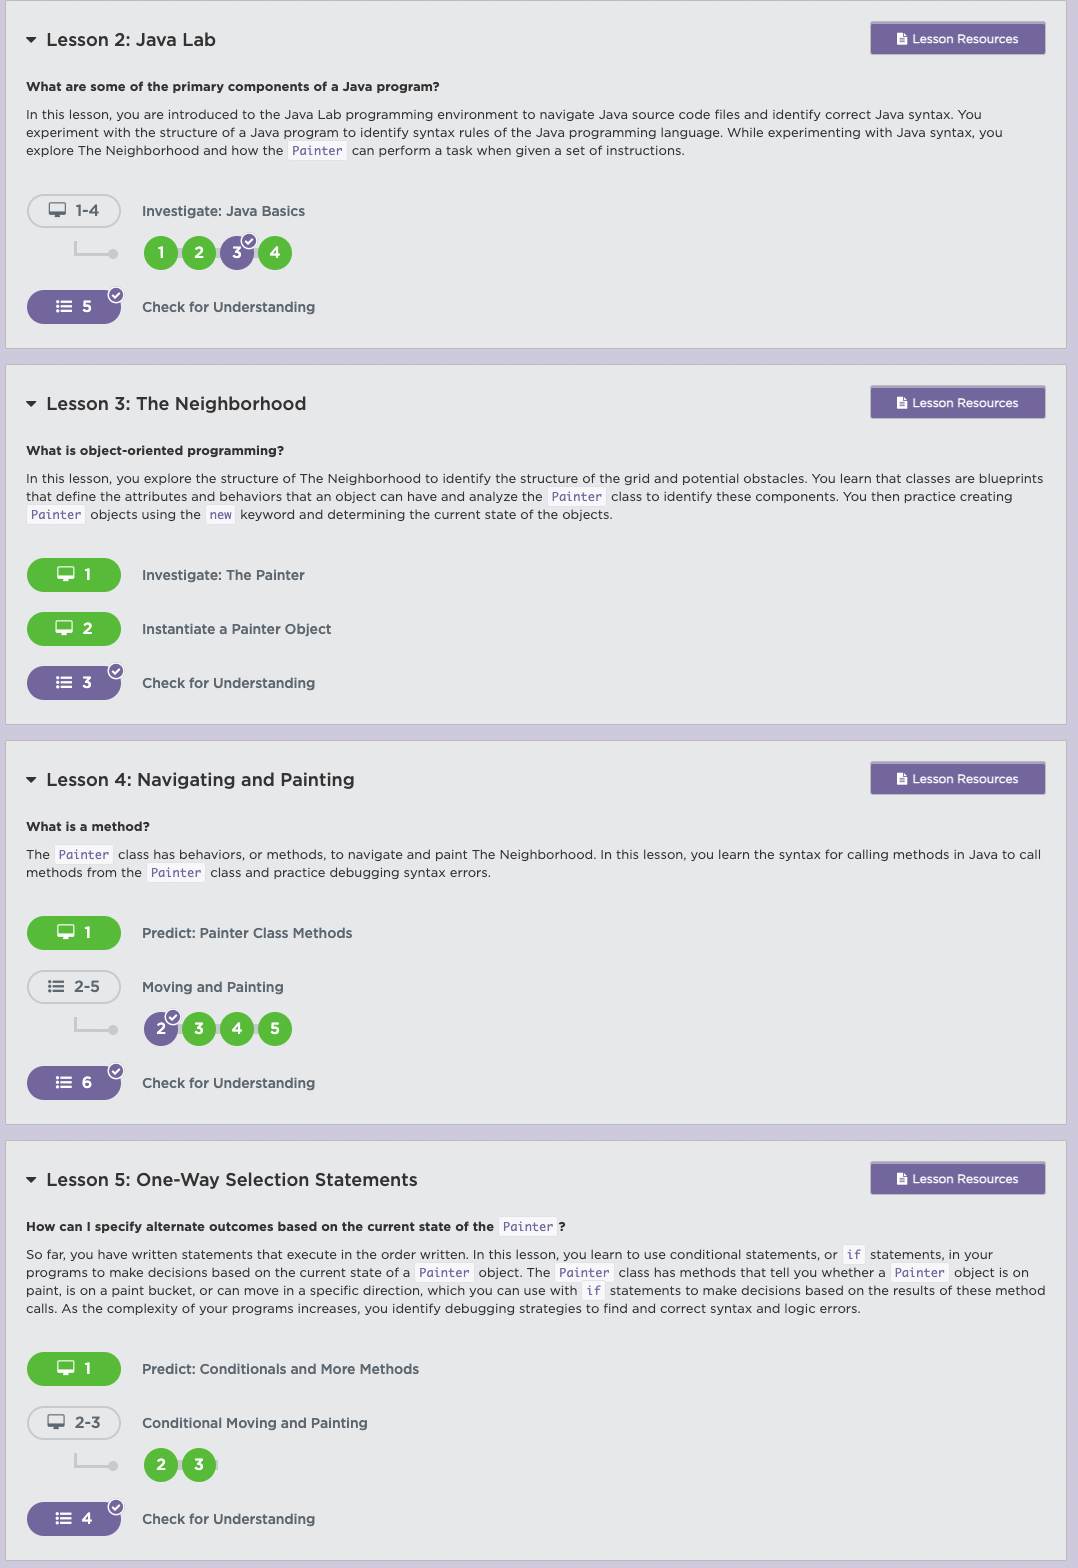 Lesson 2: Java Lab
Lesson Resources
What are some of the primary components of a Java program?
In this lesson, you are introduced to the Java Lab programming environment to navigate Java source code files and identify correct Java syntax. You
experiment with the structure of a Java program to identify syntax rules of the Java programming language. While experimenting with Java syntax, you
explore The Neighborhood and how the Painter can perform a task when given a set of instructions.
1-4 Investigate: Java Basics
1 2 3 4
5 Check for Understanding
Lesson 3: The Neighborhood
Lesson Resources
What is object-oriented programming?
In this lesson, you explore the structure of The Neighborhood to identify the structure of the grid and potential obstacles. You learn that classes are blueprints
that define the attributes and behaviors that an object can have and analyze the Painter class to identify these components. You then practice creating
Painter objects using the new keyword and determining the current state of the objects.
1 Investigate: The Painter
2 Instantiate a Painter Object
3 Check for Understanding
Lesson 4: Navigating and Painting
Lesson Resources
What is a method?
The Painter class has behaviors, or methods, to navigate and paint The Neighborhood. In this lesson, you learn the syntax for calling methods in Java to call
methods from the Painter class and practice debugging syntax errors.
1 Predict: Painter Class Methods
2-5 Moving and Painting
2 3 4 5
6 Check for Understanding
Lesson 5: One-Way Selection Statements
Lesson Resources
How can I specify alternate outcomes based on the current state of the Painter ?
So far, you have written statements that execute in the order written. In this lesson, you learn to use conditional statements, or if statements, in your
programs to make decisions based on the current state of a Painter object. The Painter class has methods that tell you whether a Painter object is on
paint, is on a paint bucket, or can move in a specific direction, which you can use with if statements to make decisions based on the results of these method
calls. As the complexity of your programs increases, you identify debugging strategies to find and correct syntax and logic errors.
1 Predict: Conditionals and More Methods
2-3 Conditional Moving and Painting
2 3
4 Check for Understanding